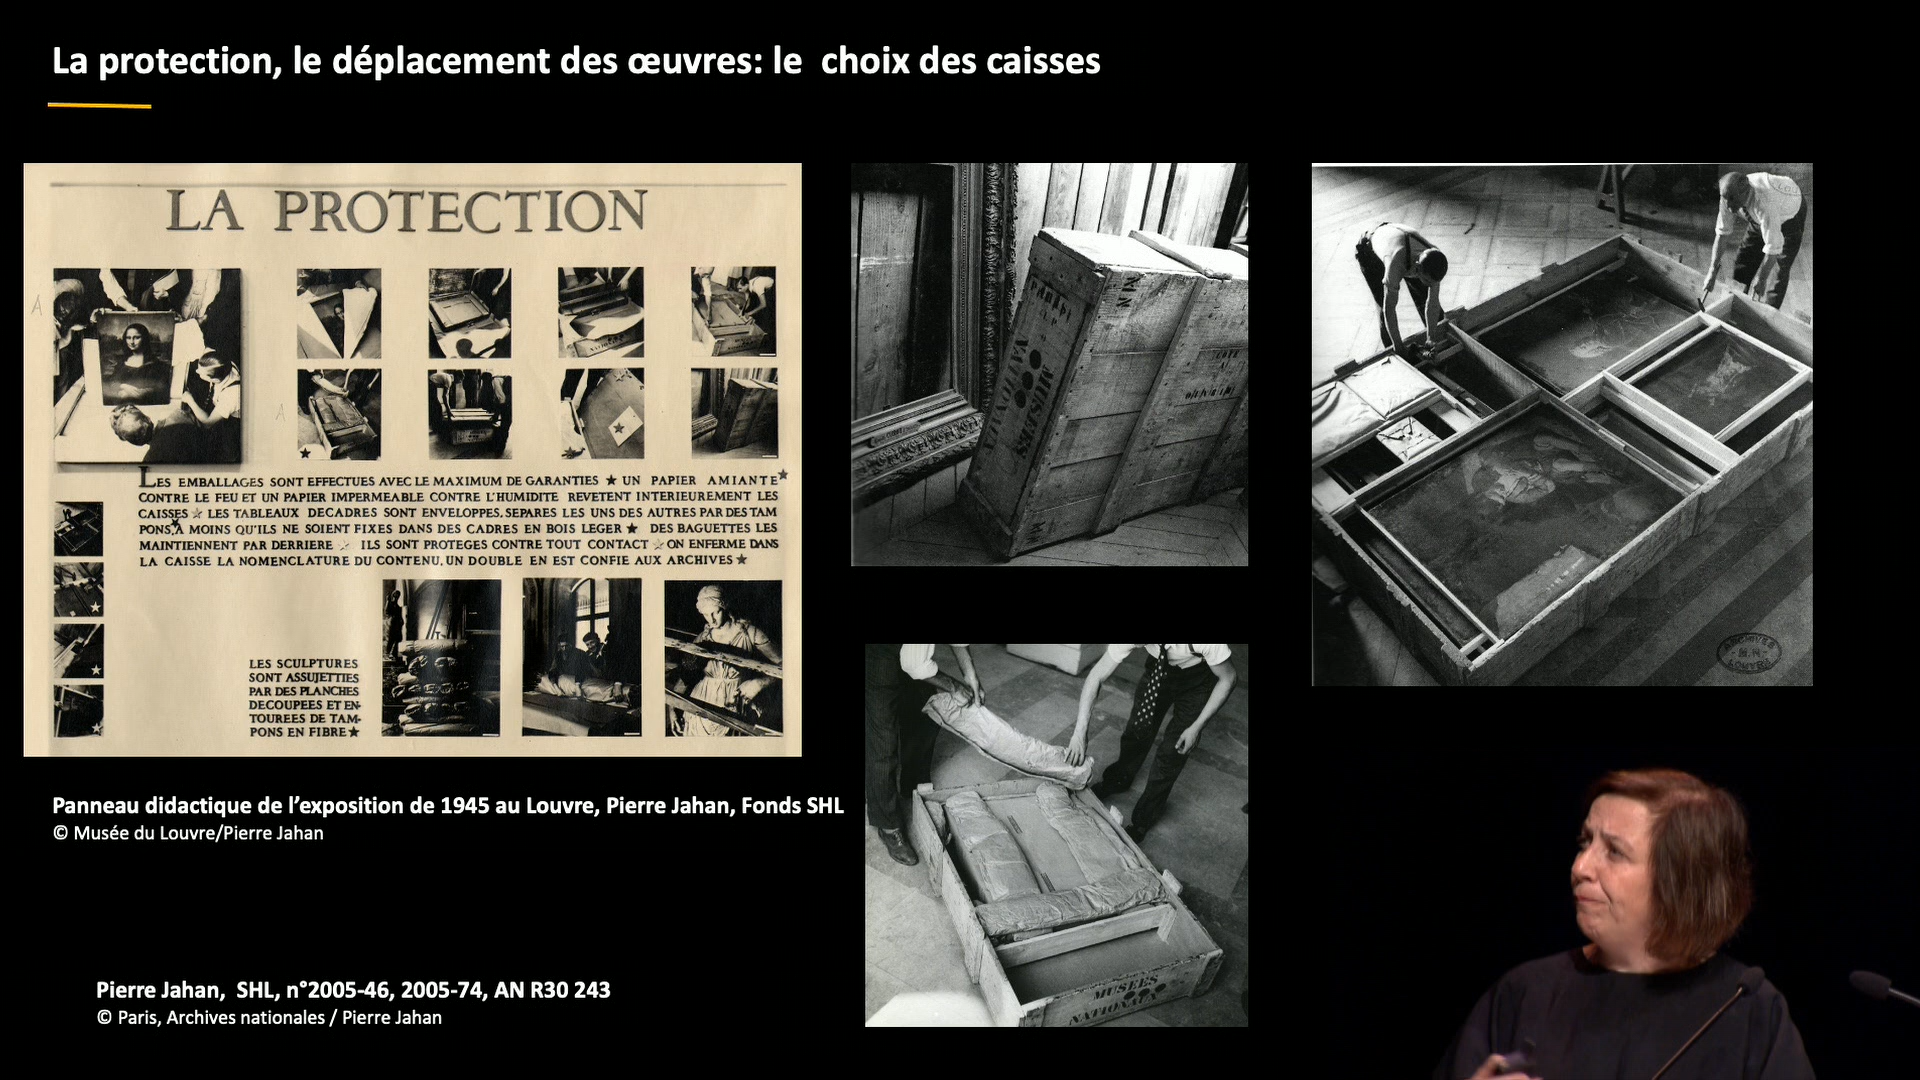 La protection, le déplacement des œuvres: le  choix des caisses
LA PROTECTION
LES EMBALLAGES SONT EFFECTUES AVEC LE MAXIMUM DE GARANTIES ★ UN PAPIER AMIANTE ★
CONTRE LE FEU ET UN PAPIER IMPERMEABLE CONTRE L'HUMIDITE REVETENT INTERIEUREMENT LES
CAISSES ☆ LES TABLEAUX DECADRES SONT ENVELOPPES, SEPARES LES UNS DES AUTRES PAR DES TAM
PONS, A MOINS QU'ILS NE SOIENT FIXES DANS DES CADRES EN BOIS LEGER ★ DES BAGUETTES LES
MAINTIENNENT PAR DERRIERE ☆ ILS SONT PROTEGES CONTRE TOUT CONTACT ☆ ON ENFERME DANS
LA CAISSE LA NOMENCLATURE DU CONTENU, UN DOUBLE EN EST CONFIE AUX ARCHIVES ★
LES SCULPTURES
SONT ASSUJETTIES
PAR DES PLANCHES
DECOUPEES ET EN-
TOUREES DE TAM-
PONS EN FIBRE ★
Panneau didactique de l’exposition de 1945 au Louvre, Pierre Jahan, Fonds SHL
© Musée du Louvre/Pierre Jahan
Pierre Jahan,  SHL, n°2005-46, 2005-74, AN R30 243
© Paris, Archives nationales / Pierre Jahan
MUSÉES
NATIONAUX
MUSÉES
NATIONAUX
ARCHIVES
M.N.
LOUVRE